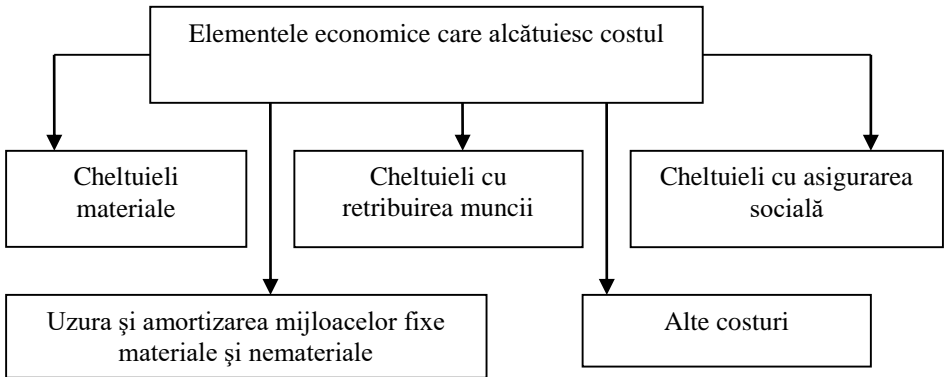 Elementele economice care alcătuiesc costul
Cheltuieli
materiale
Cheltuieli cu
retribuirea muncii
Cheltuieli cu asigurarea
socială
Uzura şi amortizarea mijloacelor fixe
materiale şi nemateriale
Alte costuri